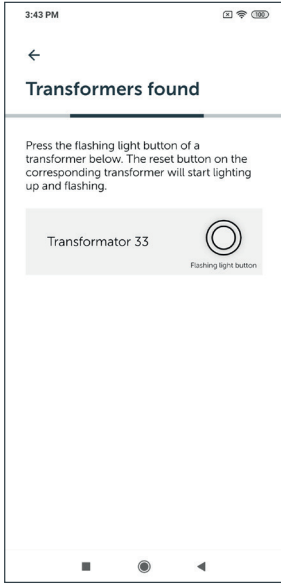 3:43 PM
100
Transformers found
Press the flashing light button of a
transformer below. The reset button on the
corresponding transformer will start lighting
up and flashing.
Transformator 33
Flashing light button